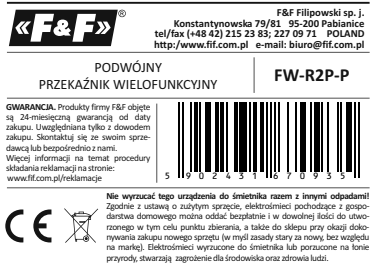 «F&F»®
F&F Filipowski sp. j.
Konstantynowska 79/81 95-200 Pabianice
tel/fax (+48 42) 215 23 83; 227 09 71 POLAND
http:/www.fif.com.pl e-mail: biuro@fif.com.pl
PODWÓJNY
PRZEKAŹNIK WIELOFUNKCYJNY
FW-R2P-P
GWARANCJA. Produkty firmy F&F objęte
są 24-miesięczną gwarancją od daty
zakupu. Uwzględniana tylko z dowodem
zakupu. Skontaktuj się ze swoim sprze-
dawcą lub bezpośrednio z nami.
Więcej informacji na temat procedury
składania reklamacji na stronie:
www.fif.com.pl/reklamacje
5 902431 670935
CE
Nie wyrzucać tego urządzenia do śmietnika razem z innymi odpadami!
Zgodnie z ustawą o zużytym sprzęcie, elektrośmieci pochodzące z gospo-
darstwa domowego można oddać bezpłatnie i w dowolnej ilości do utwo-
rzonego w tym celu punktu zbierania, a także do sklepu przy okazji doko-
nywania zakupu nowego sprzętu (w myśl zasady stary za nowy, bez względu
na markę). Elektrośmieci wyrzucone do śmietnika lub porzucone na łonie
przyrody, stwarzają zagrożenie dla środowiska oraz zdrowia ludzi.